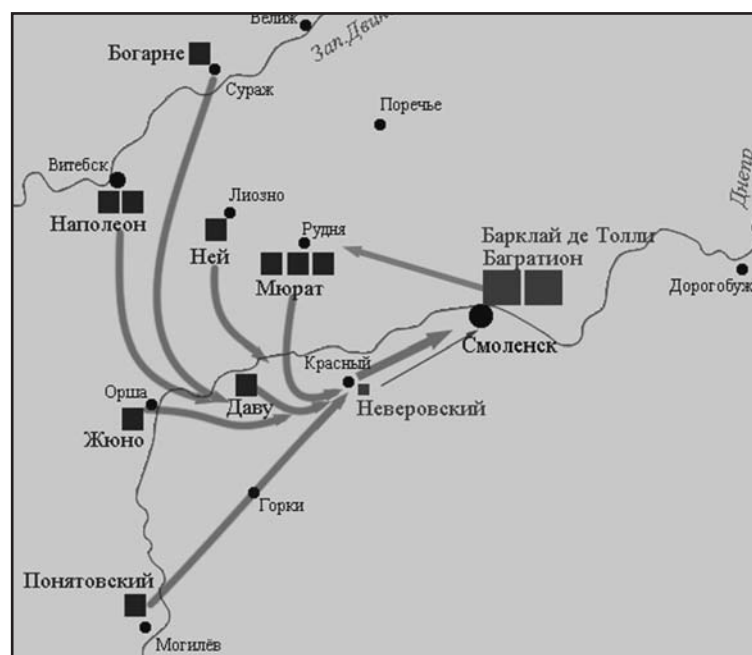 Велиж
Зап.Двина
Богарне
Сураж
Поречье
Витебск
Лиозно
Днепр
Наполеон
Ней
Рудня
Мюрат
Барклай де Толли
Багратион
Дорогобуж
Смоленск
Красный
Орша
Даву
Неверовский
Жюно
Горки
Понятовский
Могилёв